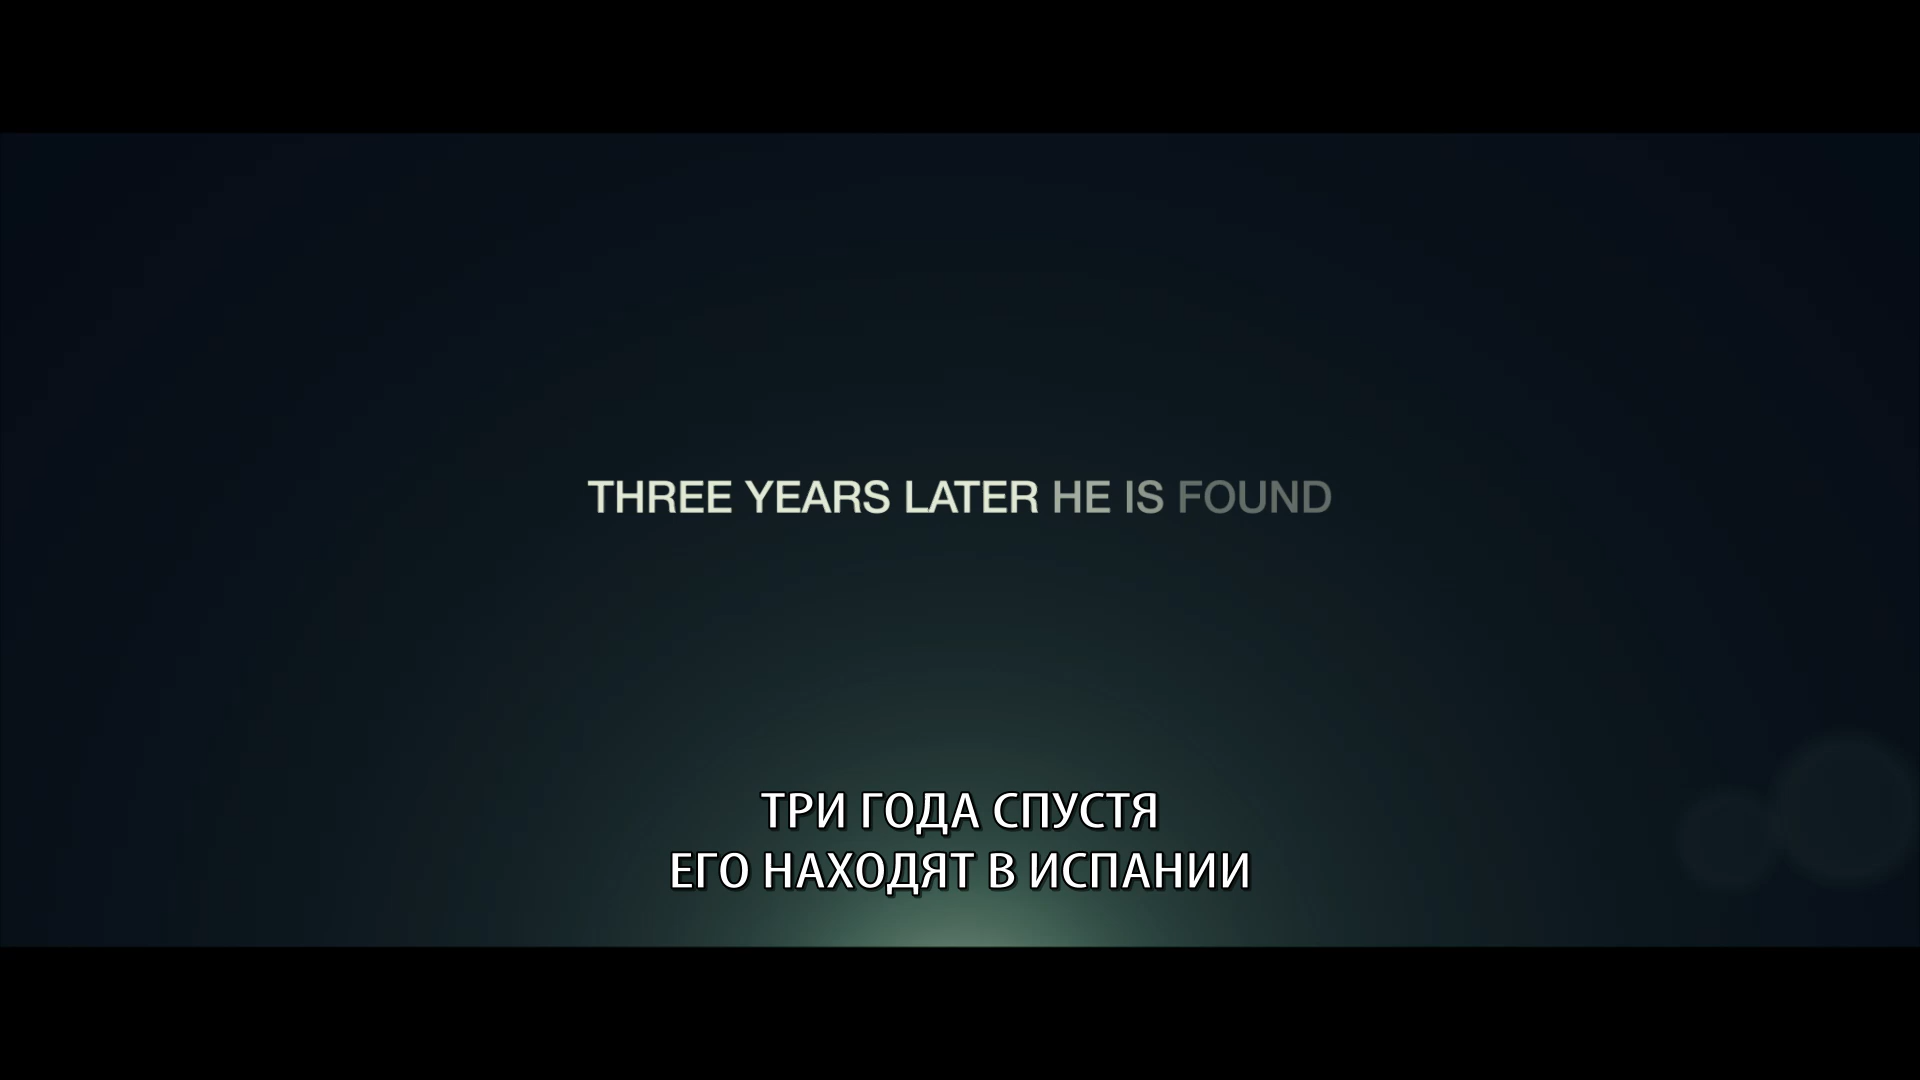 THREE YEARS LATER HE IS FOUND
ТРИ ГОДА СПУСТЯ
ЕГО НАХОДЯТ В ИСПАНИИ